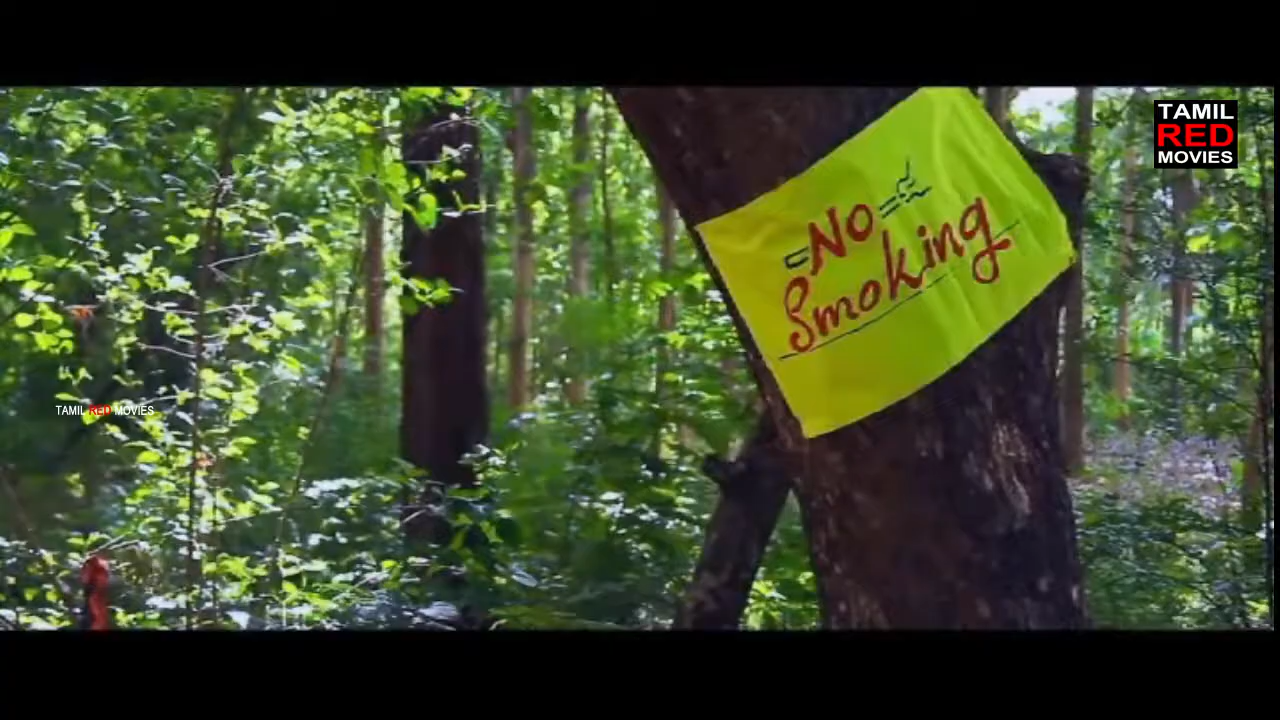 TAMIL
RED
MOVIES
No
Smoking
TAMIL RED MOVIES